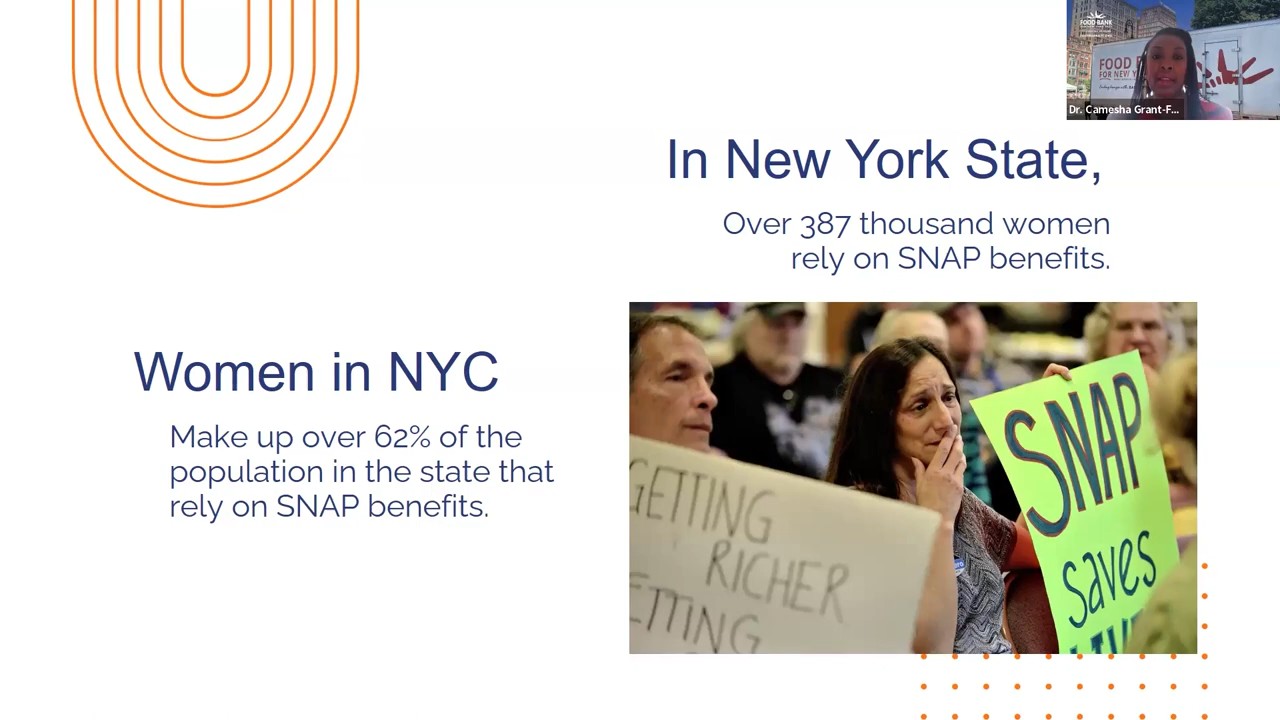 FOOD BANK
FOR NEW Y
Dr. Camesha Grant-F...
In New York State,
Over 387 thousand women
rely on SNAP benefits.
Women in NYC
Make up over 62% of the
population in the state that
rely on SNAP benefits.
GETTING
RICHER
ETTING
SNAP
saves